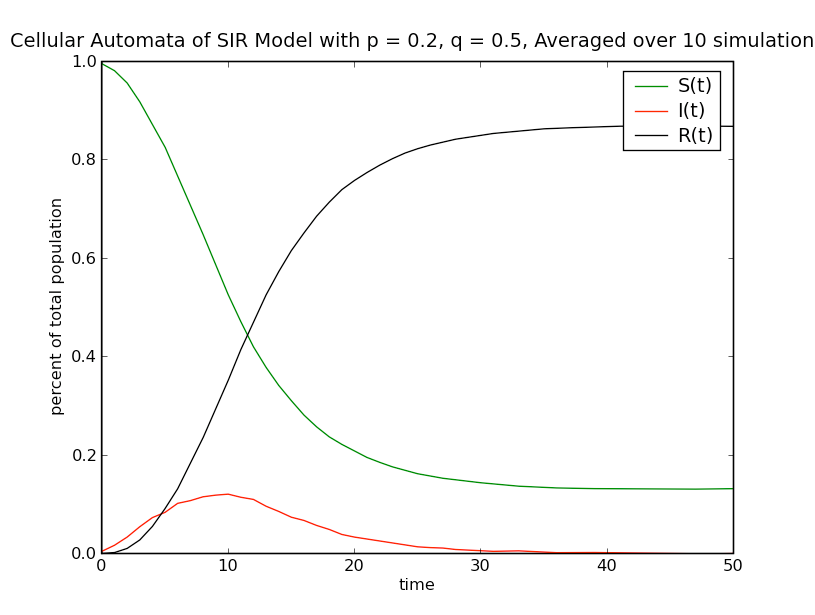 Cellular Automata of SIR Model with p = 0.2, q = 0.5, Averaged over 10 simulation
S(t)
I(t)
R(t)
percent of total population
1.0
0.8
0.6
0.4
0.2
0.0
0 10 20 30 40 50
time